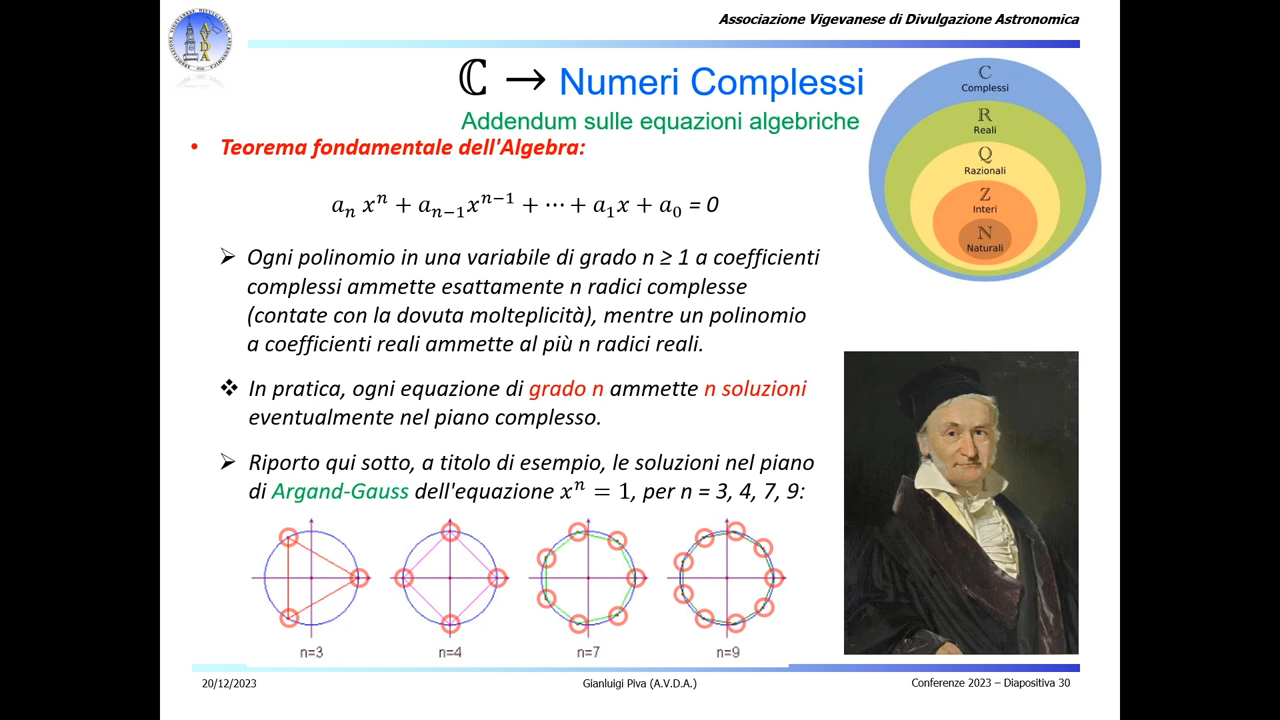 Associazione Vigevanese di Divulgazione Astronomica
ℂ → Numeri Complessi
Addendum sulle equazioni algebriche
• Teorema fondamentale dell'Algebra:
aₙ xⁿ + aₙ₋₁xⁿ⁻¹ + ⋯ + a₁x + a₀ = 0
➢ Ogni polinomio in una variabile di grado n ≥ 1 a coefficienti
complessi ammette esattamente n radici complesse
(contate con la dovuta molteplicità), mentre un polinomio
a coefficienti reali ammette al più n radici reali.
❖ In pratica, ogni equazione di grado n ammette n soluzioni
eventualmente nel piano complesso.
➢ Riporto qui sotto, a titolo di esempio, le soluzioni nel piano
di Argand-Gauss dell'equazione xⁿ = 1, per n = 3, 4, 7, 9:
n=3
n=4
n=7
n=9
C
Complessi
R
Reali
Q
Razionali
Z
Interi
N
Naturali
20/12/2023
Gianluigi Piva (A.V.D.A.)
Conferenze 2023 – Diapositiva 30